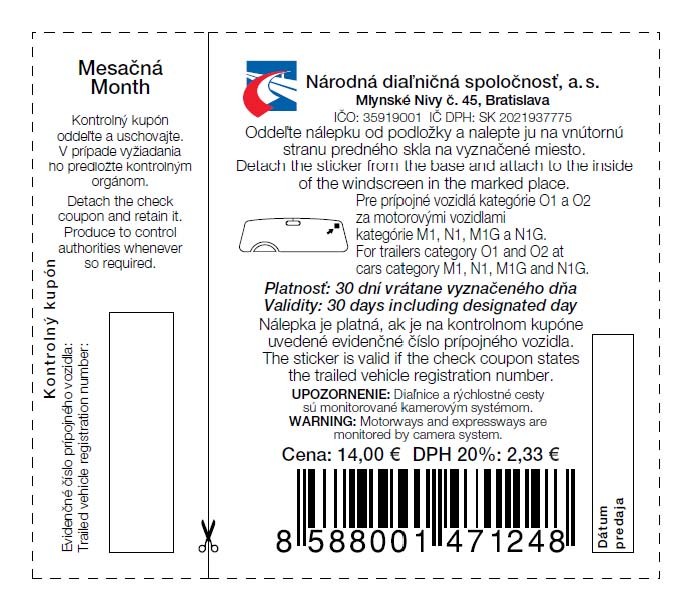 Mesačná
Month
Kontrolný kupón
oddeľte a uschovajte.
V prípade vyžiadania
ho predložte kontrolným
orgánom.
Detach the check
coupon and retain it.
Produce to control
authorities whenever
so required.
Kontrolný kupón
Evidenčné číslo prípojného vozidla:
Trailed vehicle registration number:
Národná diaľničná spoločnosť, a.s.
Mlynské Nivy č. 45, Bratislava
IČO: 35919001 IČ DPH: SK 2021937775
Oddeľte nálepku od podložky a nalepte ju na vnútornú
stranu predného skla na vyznačené miesto.
Detach the sticker from the base and attach to the inside
of the windscreen in the marked place.
Pre prípojné vozidlá kategórie O1 a O2
za motorovými vozidlami
kategórie M1, N1, M1G a N1G.
For trailers category O1 and O2 at
cars category M1, N1, M1G and N1G.
Platnosť: 30 dní vrátane vyznačeného dňa
Validity: 30 days including designated day
Nálepka je platná, ak je na kontrolnom kupóne
uvedené evidenčné číslo prípojného vozidla.
The sticker is valid if the check coupon states
the trailed vehicle registration number.
UPOZORNENIE: Diaľnice a rýchlostné cesty
sú monitorované kamerovým systémom.
WARNING: Motorways and expressways are
monitored by camera system.
Cena: 14,00 € DPH 20%: 2,33 €
8 588001 471248
Dátum
predaja